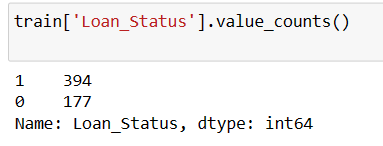 train['Loan_Status'].value_counts()
1    394
0    177
Name: Loan_Status, dtype: int64